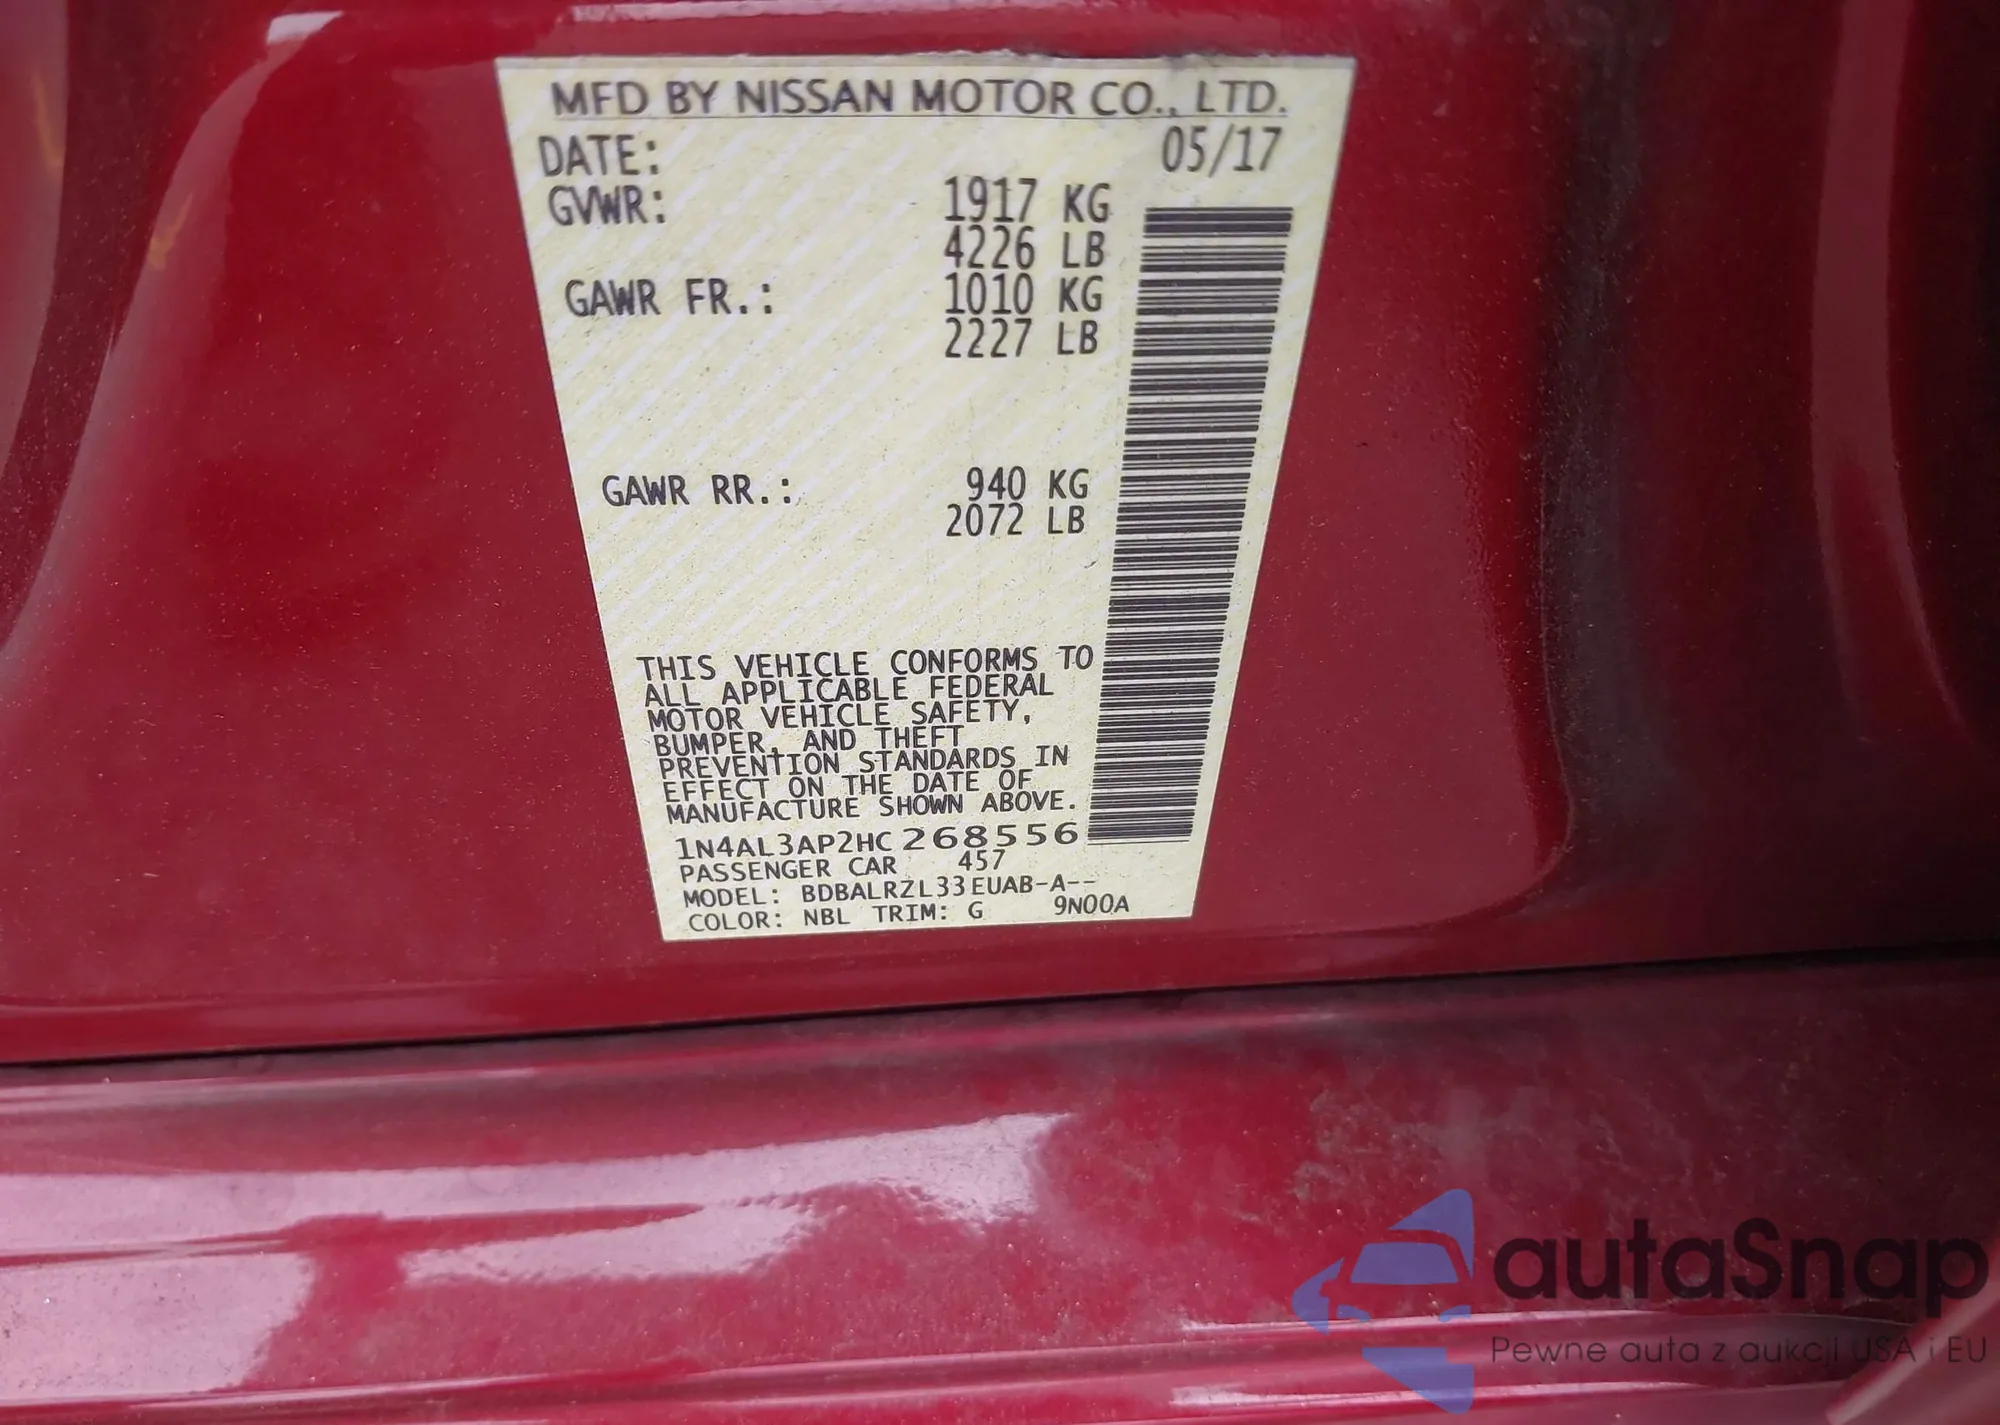 MFD BY NISSAN MOTOR CO., LTD.
DATE: 05/17
GVWR: 1917 KG
4226 LB
GAWR FR.: 1010 KG
2227 LB
GAWR RR.: 940 KG
2072 LB
THIS VEHICLE CONFORMS TO
ALL APPLICABLE FEDERAL
MOTOR VEHICLE SAFETY,
BUMPER, AND THEFT
PREVENTION STANDARDS IN
EFFECT ON THE DATE OF
MANUFACTURE SHOWN ABOVE.
1N4AL3AP2HC268556
PASSENGER CAR 457
MODEL: BDBALRZL33EUAB-A--
COLOR: NBL TRIM: G 9N00A
autaSnap
Pewne auta z aukcji USA i EU